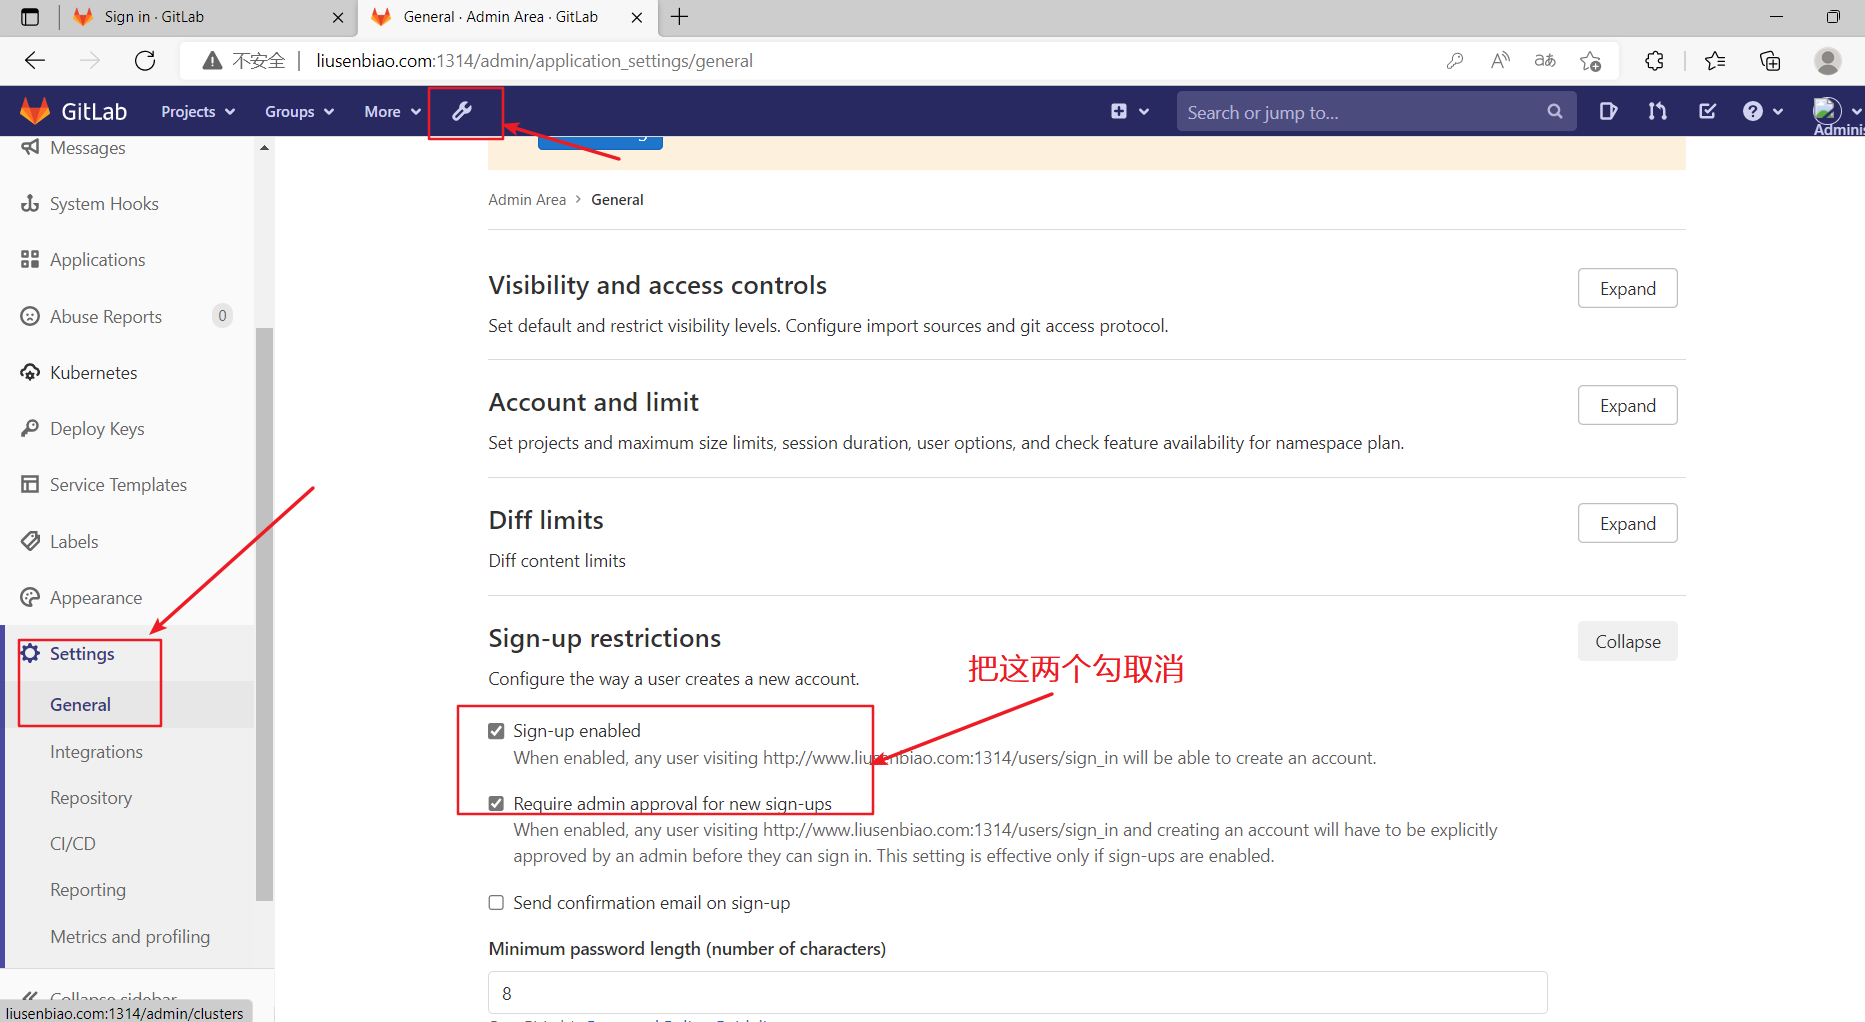 Sign in · GitLab
General · Admin Area · GitLab
不安全
liusenbiao.com:1314/admin/application_settings/general
GitLab
Projects
Groups
More
Search or jump to...
Adminis
Messages
System Hooks
Applications
Abuse Reports
0
Kubernetes
Deploy Keys
Service Templates
Labels
Appearance
Settings
General
Integrations
Repository
CI/CD
Reporting
Metrics and profiling
Collapse sidebar
liusenbiao.com:1314/admin/clusters
Admin Area > General
Visibility and access controls
Expand
Set default and restrict visibility levels. Configure import sources and git access protocol.
Account and limit
Expand
Set projects and maximum size limits, session duration, user options, and check feature availability for namespace plan.
Diff limits
Expand
Diff content limits
Sign-up restrictions
Collapse
Configure the way a user creates a new account.
把这两个勾取消
Sign-up enabled
When enabled, any user visiting http://www.liusenbiao.com:1314/users/sign_in will be able to create an account.
Require admin approval for new sign-ups
When enabled, any user visiting http://www.liusenbiao.com:1314/users/sign_in and creating an account will have to be explicitly
approved by an admin before they can sign in. This setting is effective only if sign-ups are enabled.
Send confirmation email on sign-up
Minimum password length (number of characters)
8